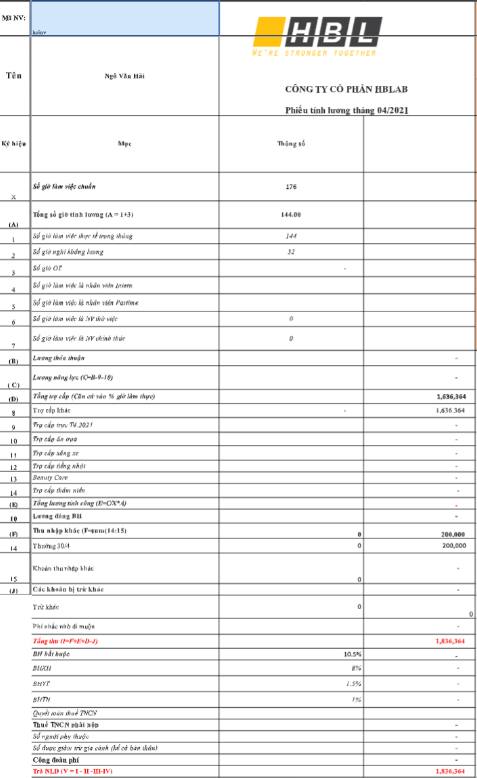 Mã NV:
haínv
HBL
WE'RE STRONGER TOGETHER
Tên
Ngô Văn Hải
CÔNG TY CỔ PHẦN HBLAB
Phiếu tính lương tháng 04/2021
Ký hiệu Mục Thông số
X Số giờ làm việc chuẩn 176
(A) Tổng số giờ tính lương (A = 1+3) 144.00
1 Số giờ làm việc thực tế trong tháng 144
2 Số giờ nghỉ không lương 32
3 Số giờ OT -
4 Số giờ làm việc là nhân viên Intern
5 Số giờ làm việc là nhân viên Partime
6 Số giờ làm việc là NV thử việc 0
7 Số giờ làm việc là NV chính thức 0
(B) Lương thỏa thuận -
( C) Lương năng lực (C=B-9-10) -
(D) Tổng trợ cấp (Căn cứ vào % giờ làm thực) 1,636,364
8 Trợ cấp khác - 1,636,364
9 Trợ cấp trực T4.2021 -
10 Trợ cấp ăn trưa -
11 Trợ cấp xăng xe -
12 Trợ cấp tiếng nhật -
13 Beauty Care -
14 Trợ cấp thâm niên -
(E) Tổng lương tính công (E=C/X*A) -
10 Lương đóng BH -
(F) Thu nhập khác (F=sum(14:15) 0 200,000
14 Thưởng 30/4 0 200,000
15 Khoản thu nhập khác 0 -
(J) Các khoản bị trừ khác -
Trừ khác 0 0
Phí nhắc nhở đi muộn -
Tổng thu (I=F+E+D-J) 1,836,364
BH bắt buộc 10.5% -
BHXH 8% -
BHYT 1.5% -
BHTN 1% -
Quyết toán thuế TNCN
Thuế TNCN phải nộp -
Số người phụ thuộc -
Số được giảm trừ gia cảnh (kể cả bản thân) -
Công đoàn phí -
Trả NLĐ (V = I - II -III-IV) 1,836,364